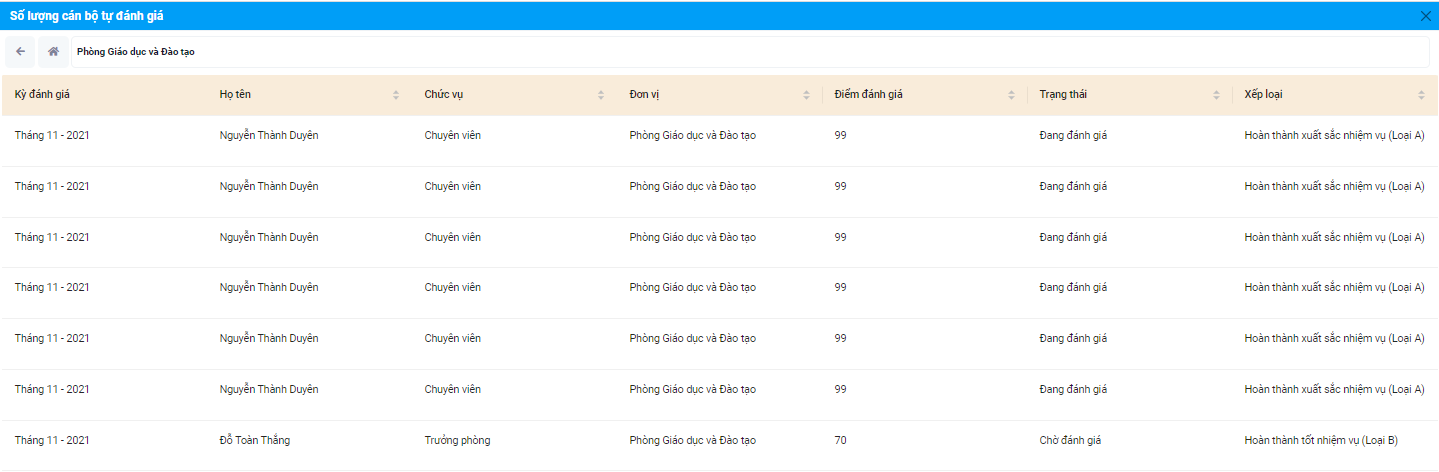 Số lượng cán bộ tự đánh giá
Phòng Giáo dục và Đào tạo
Kỳ đánh giá Họ tên Chức vụ Đơn vị Điểm đánh giá Trạng thái Xếp loại
Tháng 11 - 2021 Nguyễn Thành Duyên Chuyên viên Phòng Giáo dục và Đào tạo 99 Đang đánh giá Hoàn thành xuất sắc nhiệm vụ (Loại A)
Tháng 11 - 2021 Nguyễn Thành Duyên Chuyên viên Phòng Giáo dục và Đào tạo 99 Đang đánh giá Hoàn thành xuất sắc nhiệm vụ (Loại A)
Tháng 11 - 2021 Nguyễn Thành Duyên Chuyên viên Phòng Giáo dục và Đào tạo 99 Đang đánh giá Hoàn thành xuất sắc nhiệm vụ (Loại A)
Tháng 11 - 2021 Nguyễn Thành Duyên Chuyên viên Phòng Giáo dục và Đào tạo 99 Đang đánh giá Hoàn thành xuất sắc nhiệm vụ (Loại A)
Tháng 11 - 2021 Nguyễn Thành Duyên Chuyên viên Phòng Giáo dục và Đào tạo 99 Đang đánh giá Hoàn thành xuất sắc nhiệm vụ (Loại A)
Tháng 11 - 2021 Nguyễn Thành Duyên Chuyên viên Phòng Giáo dục và Đào tạo 99 Đang đánh giá Hoàn thành xuất sắc nhiệm vụ (Loại A)
Tháng 11 - 2021 Đỗ Toàn Thắng Trưởng phòng Phòng Giáo dục và Đào tạo 70 Chờ đánh giá Hoàn thành tốt nhiệm vụ (Loại B)